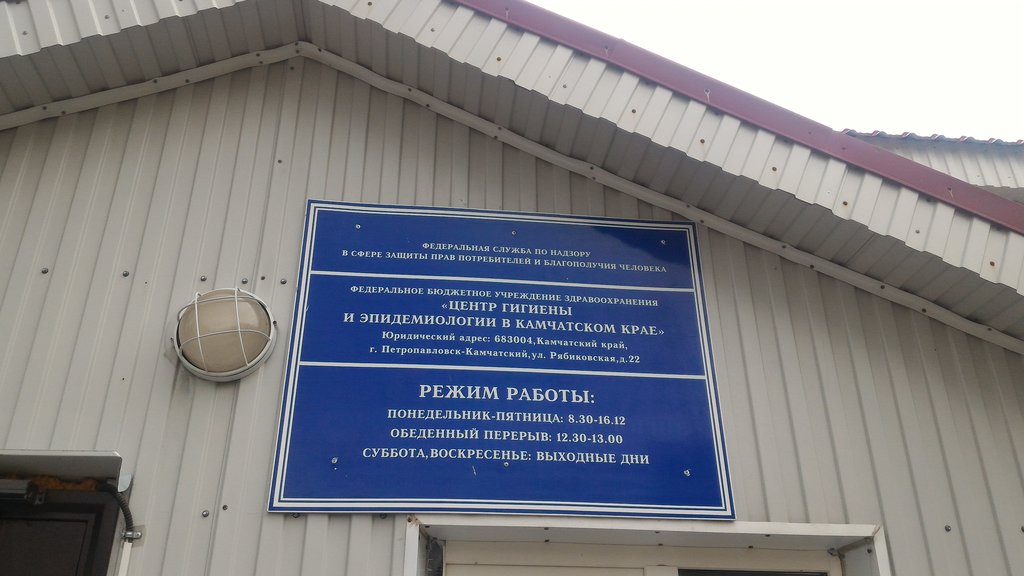 ФЕДЕРАЛЬНАЯ СЛУЖБА ПО НАДЗОРУ
В СФЕРЕ ЗАЩИТЫ ПРАВ ПОТРЕБИТЕЛЕЙ И БЛАГОПОЛУЧИЯ ЧЕЛОВЕКА
ФЕДЕРАЛЬНОЕ БЮДЖЕТНОЕ УЧРЕЖДЕНИЕ ЗДРАВООХРАНЕНИЯ
«ЦЕНТР ГИГИЕНЫ
И ЭПИДЕМИОЛОГИИ В КАМЧАТСКОМ КРАЕ»
Юридический адрес: 683004,Камчатский край,
г. Петропавловск-Камчатский,ул. Рябиковская,д.22
РЕЖИМ РАБОТЫ:
ПОНЕДЕЛЬНИК-ПЯТНИЦА: 8.30-16.12
ОБЕДЕННЫЙ ПЕРЕРЫВ: 12.30-13.00
СУББОТА,ВОСКРЕСЕНЬЕ: ВЫХОДНЫЕ ДНИ